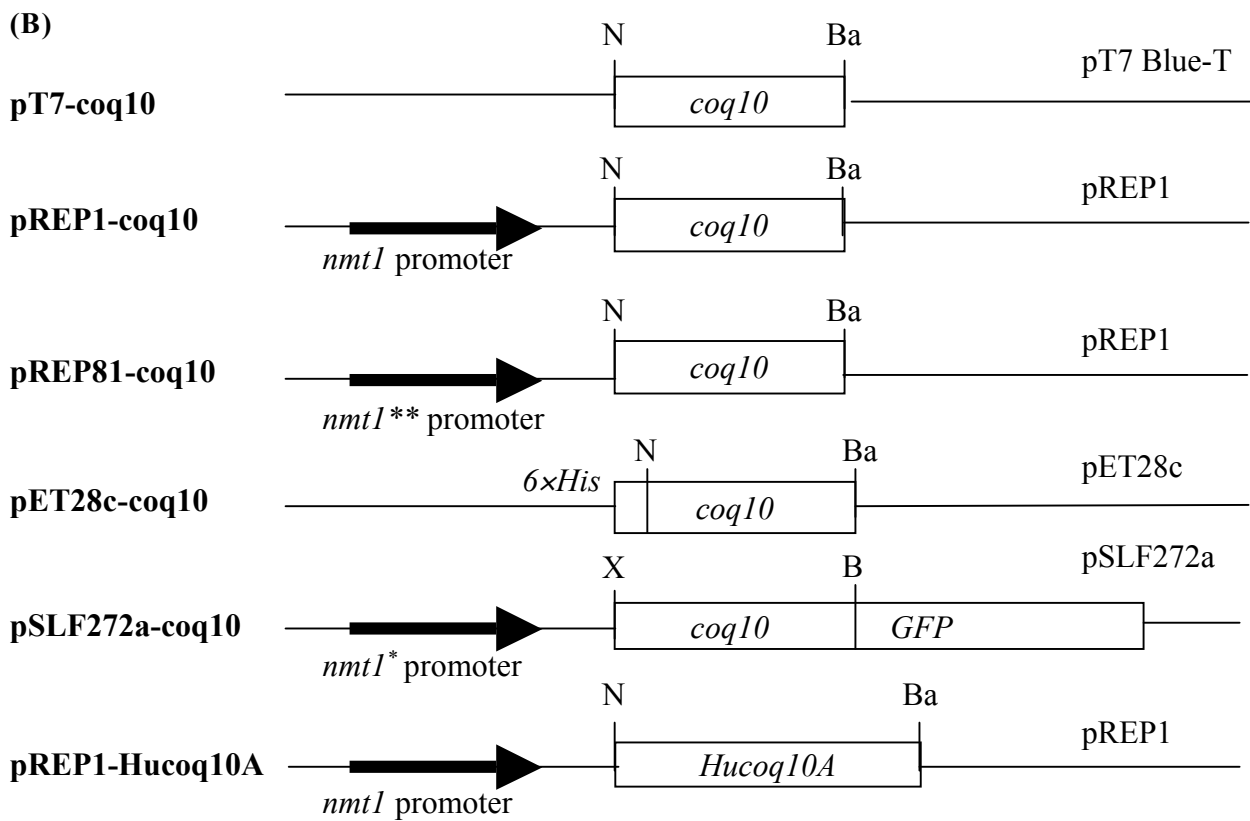 (B)
N Ba pT7 Blue-T
pT7-coq10 coq10
N Ba pREP1
pREP1-coq10 coq10
nmt1 promoter
N Ba pREP1
pREP81-coq10 coq10
nmt1** promoter
6×His N Ba pET28c
pET28c-coq10 coq10
X B pSLF272a
pSLF272a-coq10 coq10 GFP
nmt1* promoter
N Ba pREP1
pREP1-Hucoq10A Hucoq10A
nmt1 promoter